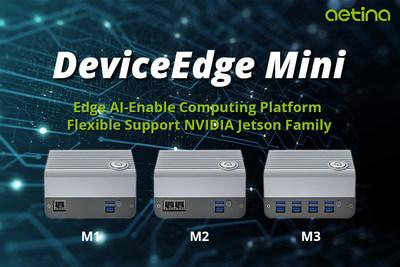 aetina
DeviceEdge Mini
Edge AI-Enable Computing Platform
Flexible Support NVIDIA Jetson Family
M1
M2
M3